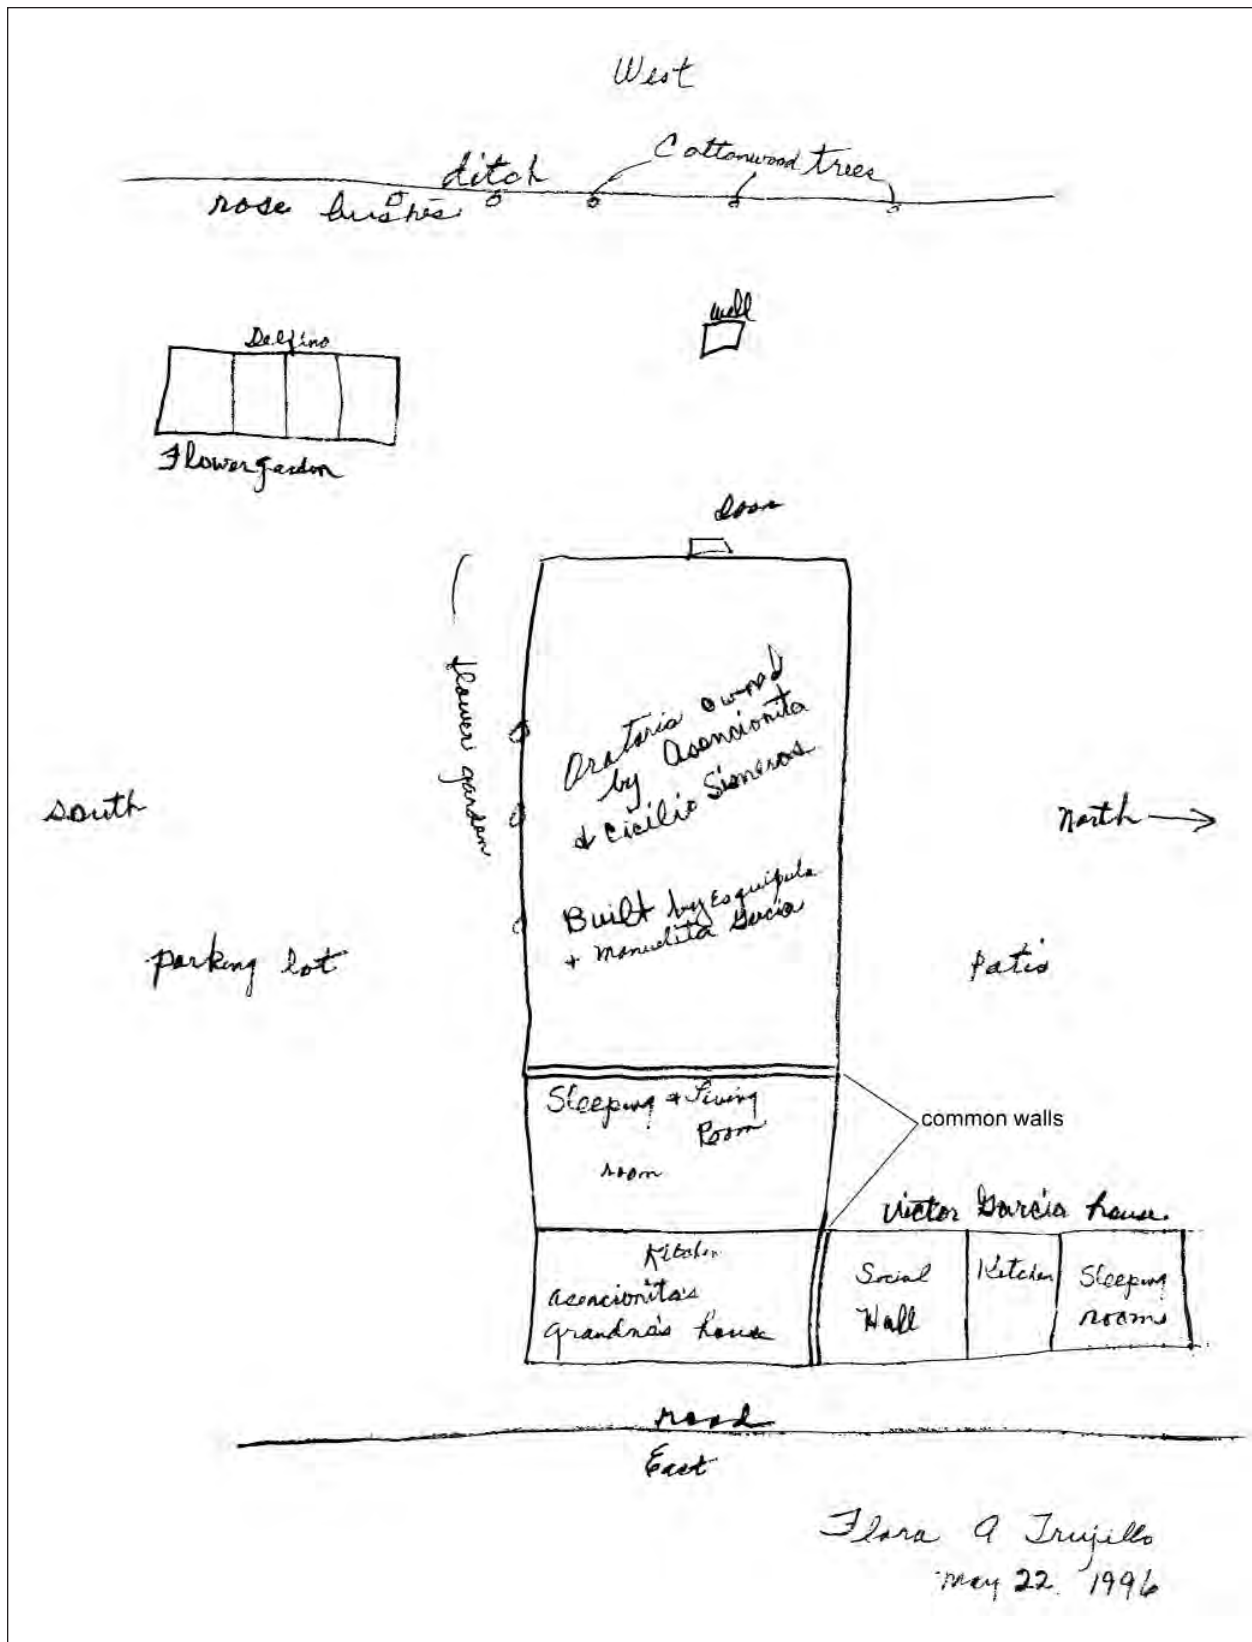 West
Cottonwood trees
ditch
rose bushes
well
Delfino
Flower garden
door
flower garden
Oratorio owned
by Asencionita
& Cicilio Sisneros
Built by Esquipula
+ Manuelita Garcia
South
North
parking lot
Patio
Sleeping + Living
Room
room
common walls
Victor Garcia house
Kitchen
Asencionita's
grandma's house
Social
Hall
Kitchen
Sleeping
rooms
road
East
Flora A Trujillo
May 22. 1996